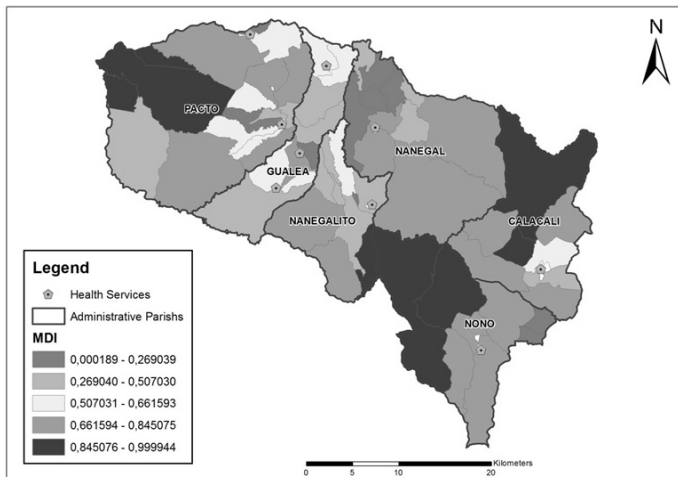 N
PACTO
NANEGAL
GUALEA
NANEGALITO
CALACALI
NONO
Legend
Health Services
Administrative Parishs
MDI
0,000189 - 0,269039
0,269040 - 0,507030
0,507031 - 0,661593
0,661594 - 0,845075
0,845076 - 0,999944
Kilometers
0 5 10 20